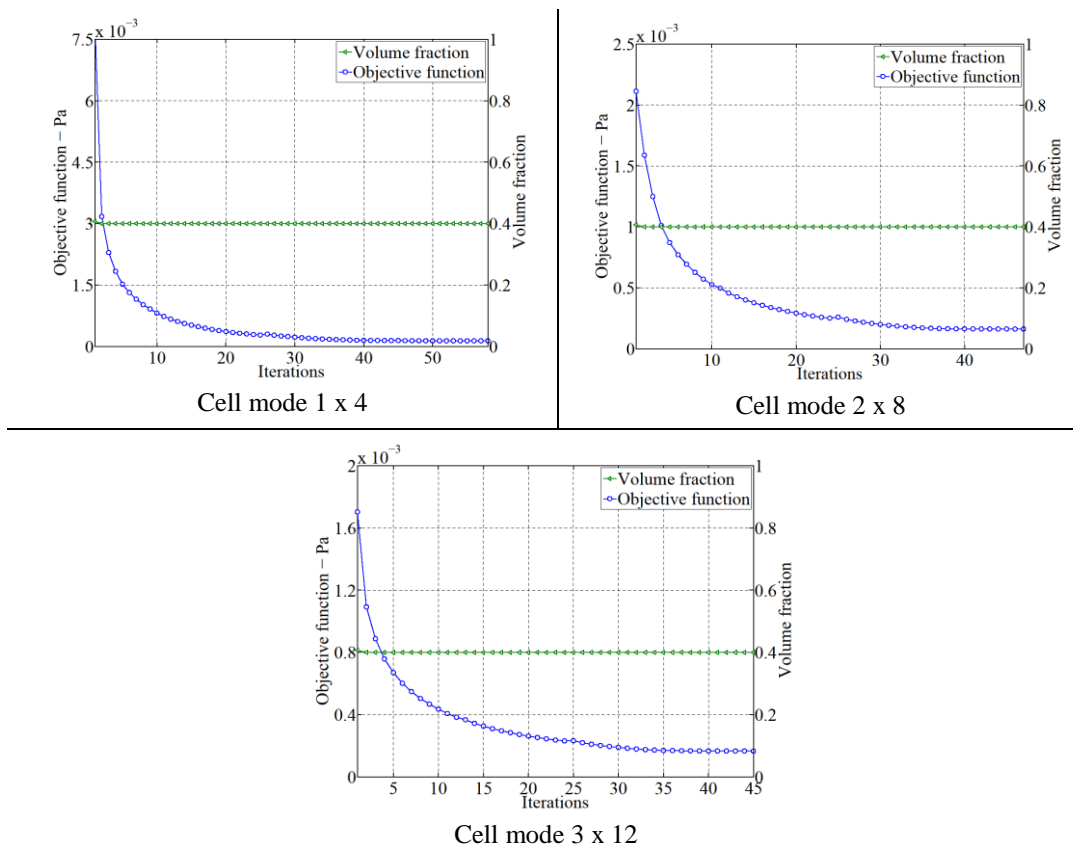 x 10⁻³
7.5
6
4.5
3
1.5
0
Objective function – Pa
1
0.8
0.6
0.4
0.2
0
Volume fraction
Volume fraction
Objective function
10 20 30 40 50
Iterations
Cell mode 1 x 4
x 10⁻³
2.5
2
1.5
1
0.5
0
Objective function – Pa
1
0.8
0.6
0.4
0.2
0
Volume fraction
Volume fraction
Objective function
10 20 30 40
Iterations
Cell mode 2 x 8
x 10⁻³
2
1.6
1.2
0.8
0.4
0
Objective function – Pa
1
0.8
0.6
0.4
0.2
0
Volume fraction
Volume fraction
Objective function
5 10 15 20 25 30 35 40 45
Iterations
Cell mode 3 x 12